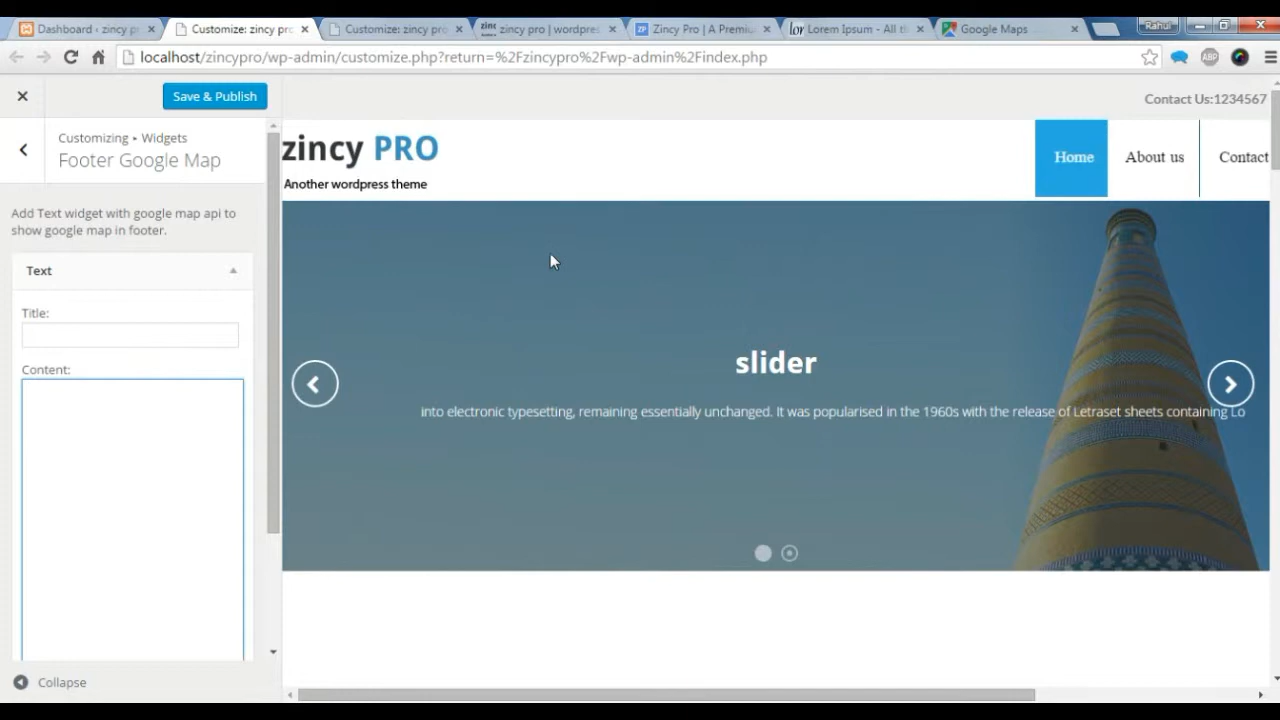 Dashboard ‹ zincy pr
Customize: zincy pro
Customize: zincy pro
zincy pro | wordpres
Zincy Pro | A Premiu
Lorem Ipsum - All th
Google Maps
Rahul
localhost/zincypro/wp-admin/customize.php?return=%2Fzincypro%2Fwp-admin%2Findex.php
ABP
Save & Publish
Contact Us:1234567
Customizing ▸ Widgets
Footer Google Map
zincy PRO
Another wordpress theme
Home
About us
Contact
Add Text widget with google map api to
show google map in footer.
Text
Title:
Content:
slider
into electronic typesetting, remaining essentially unchanged. It was popularised in the 1960s with the release of Letraset sheets containing Lo
Collapse